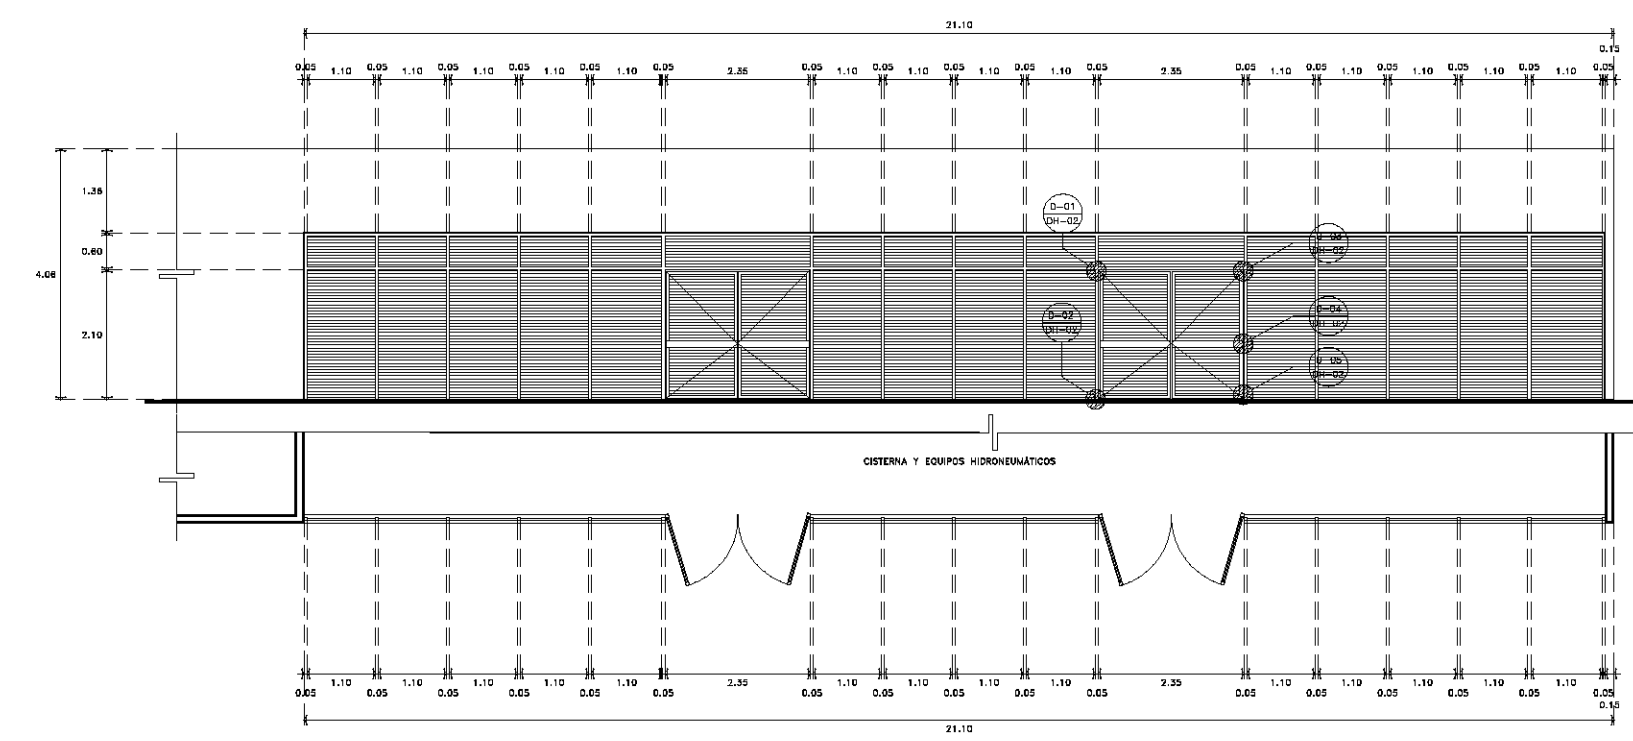 21.10
0.15
0.05 1.10 0.05 1.10 0.05 1.10 0.05 1.10 0.05 1.10 0.05 2.35 0.05 1.10 0.05 1.10 0.05 1.10 0.05 1.10 0.05 2.35 0.05 1.10 0.05 1.10 0.05 1.10 0.05 1.10 0.05 1.10 0.05
1.35
D-01
DH-02
D-03
DH-02
0.60
4.06
D-04
DH-02
D-02
DH-02
2.10
D-05
DH-02
CISTERNA Y EQUIPOS HIDRONEUMÁTICOS
1.10 1.10 1.10 1.10 1.10 2.35 1.10 1.10 1.10 1.10 2.35 1.10 1.10 1.10 1.10 1.10
0.05 0.05 0.05 0.05 0.05 0.05 0.05 0.05 0.05 0.05 0.05 0.05 0.05 0.05 0.05 0.05 0.05
0.15
21.10